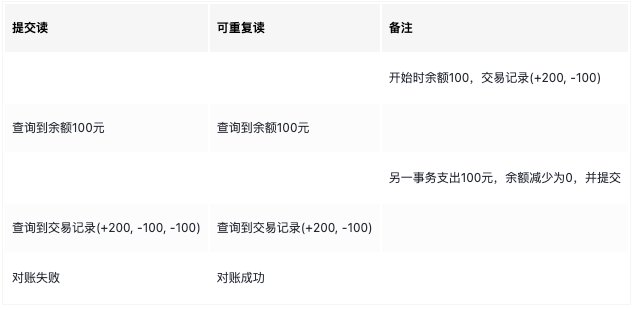 提交读 可重复读 备注
开始时余额100，交易记录(+200, -100)
查询到余额100元 查询到余额100元
另一事务支出100元，余额减少为0，并提交
查询到交易记录(+200, -100, -100) 查询到交易记录(+200, -100)
对账失败 对账成功